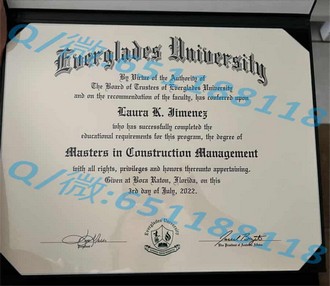 Everglades University
By Virtue of the Authority of
The Board of Trustees of Everglades University
and on the recommendation of the faculty, has conferred upon
Laura K. Jimenez
who has successfully completed the
educational requirements for this program, the degree of
Masters in Construction Management
with all rights, privileges and honors thereunto appertaining.
Given at Boca Raton, Florida, on this
3rd day of July, 2022.
Everglades University
Q/微:651188118
Q/微:651188118